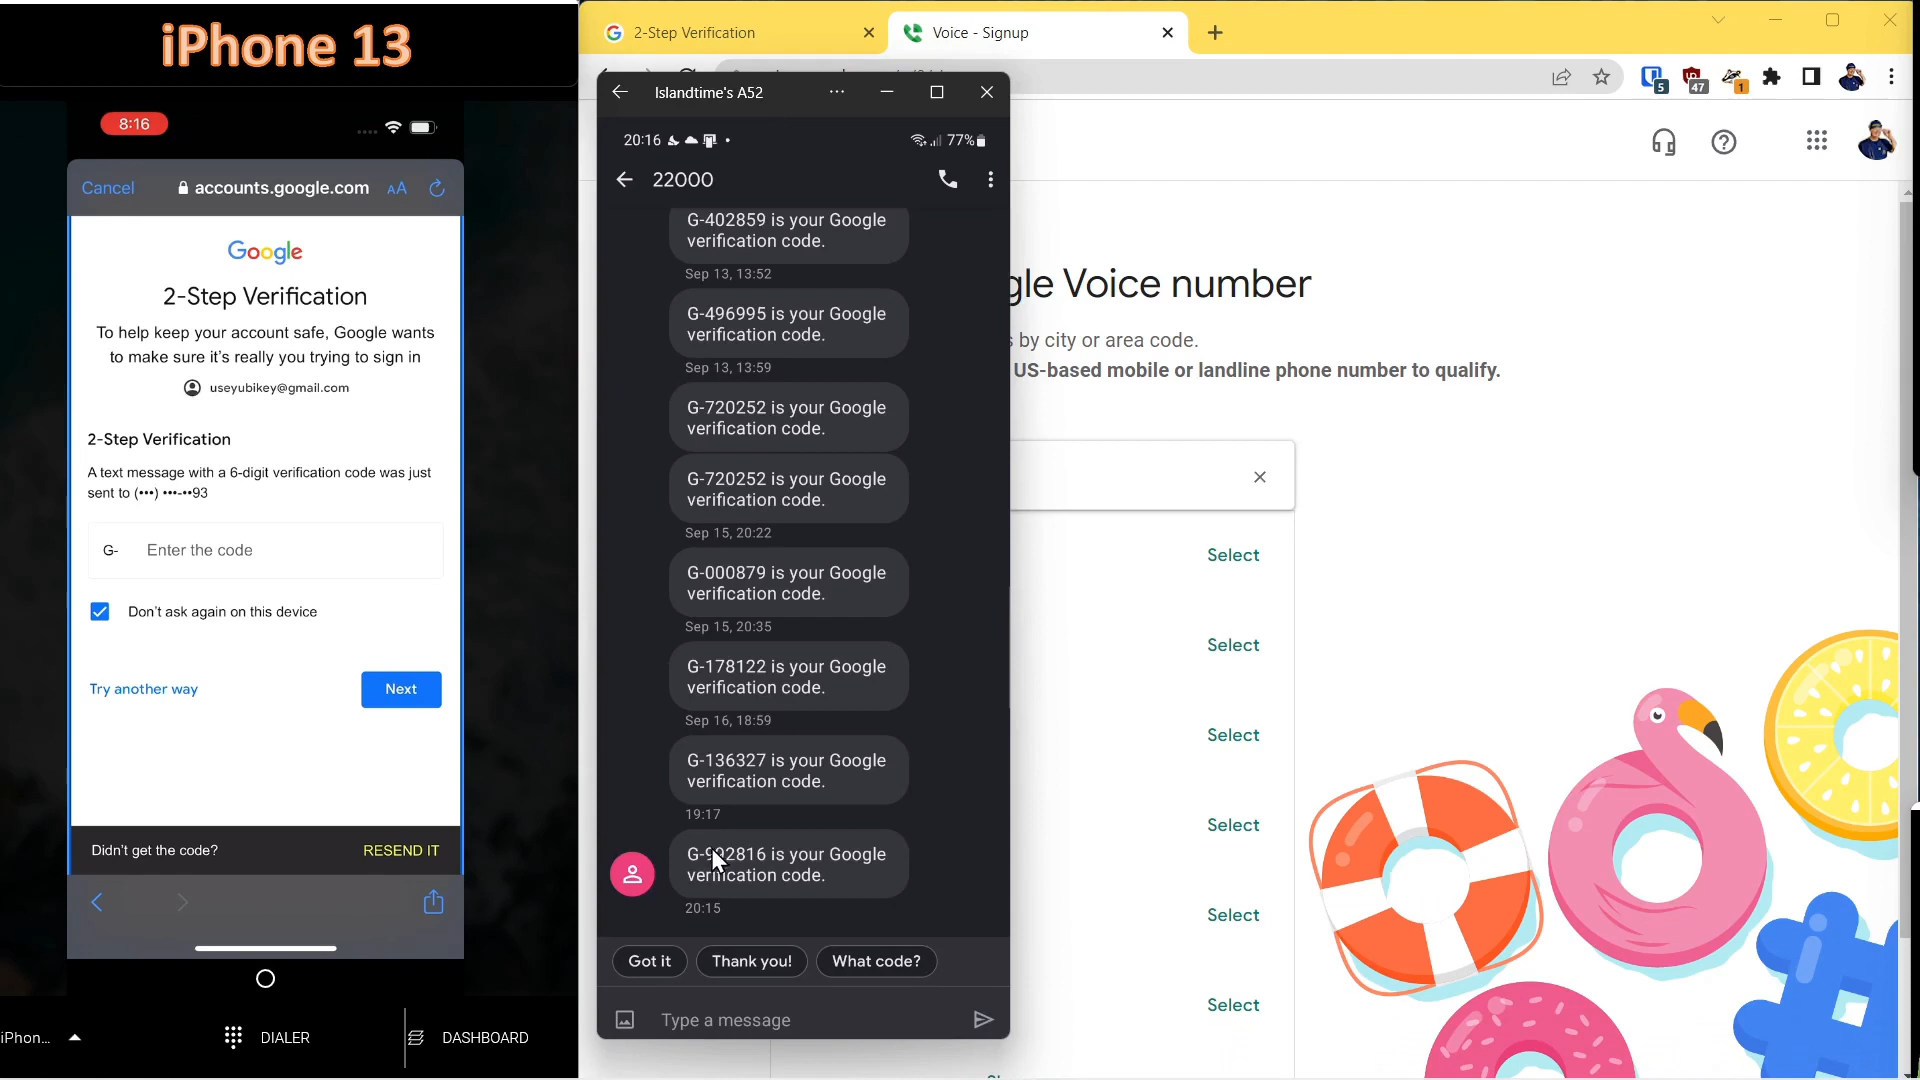 iPhone 13
8:16
Cancel
accounts.google.com
AA
Google
2-Step Verification
To help keep your account safe, Google wants
to make sure it's really you trying to sign in
useyubikey@gmail.com
2-Step Verification
A text message with a 6-digit verification code was just
sent to (•••) •••-••93
G-
Enter the code
Don't ask again on this device
Try another way
Next
Didn't get the code?
RESEND IT
iPhon...
DIALER
DASHBOARD
2-Step Verification
Voice - Signup
5
47
1
Islandtime's A52
20:16
77%
22000
G-402859 is your Google
verification code.
Sep 13, 13:52
G-496995 is your Google
verification code.
Sep 13, 13:59
G-720252 is your Google
verification code.
G-720252 is your Google
verification code.
Sep 15, 20:22
G-000879 is your Google
verification code.
Sep 15, 20:35
G-178122 is your Google
verification code.
Sep 16, 18:59
G-136327 is your Google
verification code.
19:17
is your Google
verification code.
20:15
Got it
Thank you!
What code?
Type a message
gle Voice number
by city or area code.
US-based mobile or landline phone number to qualify.
Select
Select
Select
Select
Select
Select